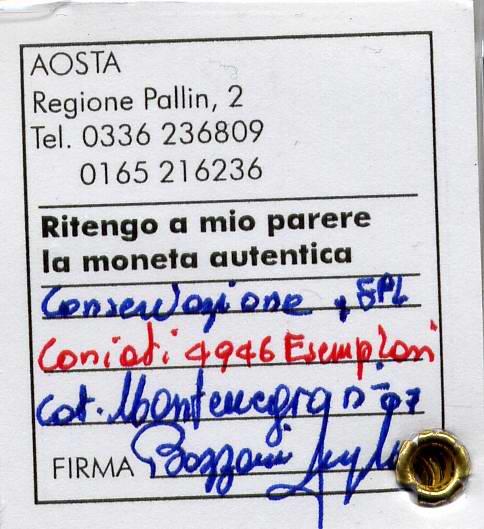 AOSTA
Regione Pallin, 2
Tel. 0336 236809
0165 216236
Ritengo a mio parere
la moneta autentica
Conservazione SPL
Coniati 4946 Esemplari
Cat. Montenegro n- 97
FIRMA